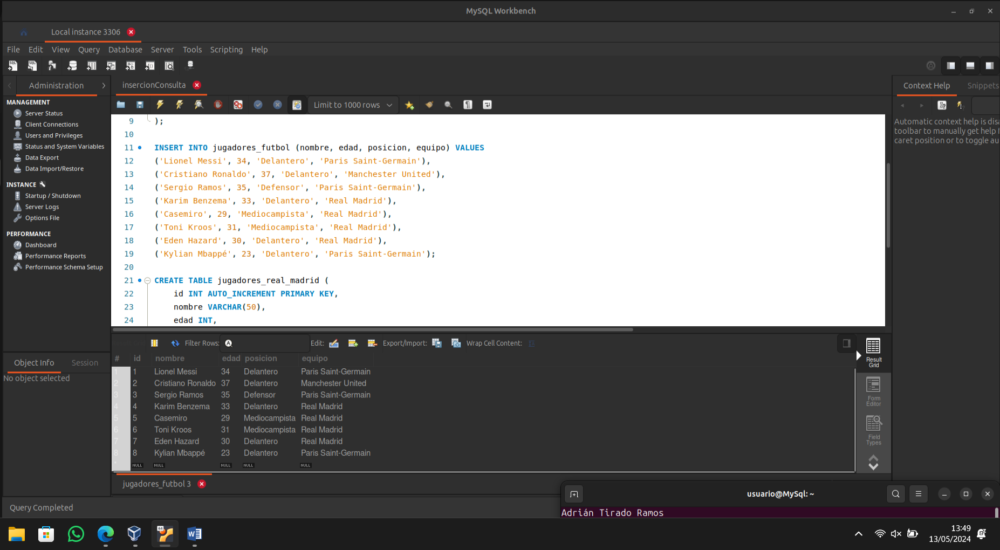 MySQL Workbench
Local instance 3306
File Edit View Query Database Server Tools Scripting Help
Administration
insercionConsulta
Context Help Snippets
Limit to 1000 rows
MANAGEMENT
Server Status
Client Connections
Users and Privileges
Status and System Variables
Data Export
Data Import/Restore
INSTANCE
Startup / Shutdown
Server Logs
Options File
PERFORMANCE
Dashboard
Performance Reports
Performance Schema Setup
Object Info Session
No object selected
9 );
10
11 INSERT INTO jugadores_futbol (nombre, edad, posicion, equipo) VALUES
12 ('Lionel Messi', 34, 'Delantero', 'Paris Saint-Germain'),
13 ('Cristiano Ronaldo', 37, 'Delantero', 'Manchester United'),
14 ('Sergio Ramos', 35, 'Defensor', 'Paris Saint-Germain'),
15 ('Karim Benzema', 33, 'Delantero', 'Real Madrid'),
16 ('Casemiro', 29, 'Mediocampista', 'Real Madrid'),
17 ('Toni Kroos', 31, 'Mediocampista', 'Real Madrid'),
18 ('Eden Hazard', 30, 'Delantero', 'Real Madrid'),
19 ('Kylian Mbappé', 23, 'Delantero', 'Paris Saint-Germain');
20
21 CREATE TABLE jugadores_real_madrid (
22 id INT AUTO_INCREMENT PRIMARY KEY,
23 nombre VARCHAR(50),
24 edad INT,
Automatic context help is disa
toolbar to manually get help f
caret position or to toggle au
Filter Rows: Edit: Export/Import: Wrap Cell Content:
# id nombre edad posicion equipo
1 1 Lionel Messi 34 Delantero Paris Saint-Germain
2 2 Cristiano Ronaldo 37 Delantero Manchester United
3 3 Sergio Ramos 35 Defensor Paris Saint-Germain
4 4 Karim Benzema 33 Delantero Real Madrid
5 5 Casemiro 29 Mediocampista Real Madrid
6 6 Toni Kroos 31 Mediocampista Real Madrid
7 7 Eden Hazard 30 Delantero Real Madrid
8 8 Kylian Mbappé 23 Delantero Paris Saint-Germain
* NULL NULL NULL NULL NULL
Result
Grid
Form
Editor
Field
Types
jugadores_futbol 3
Query Completed
usuario@MySql: ~
Adrián Tirado Ramos
13:49
13/05/2024